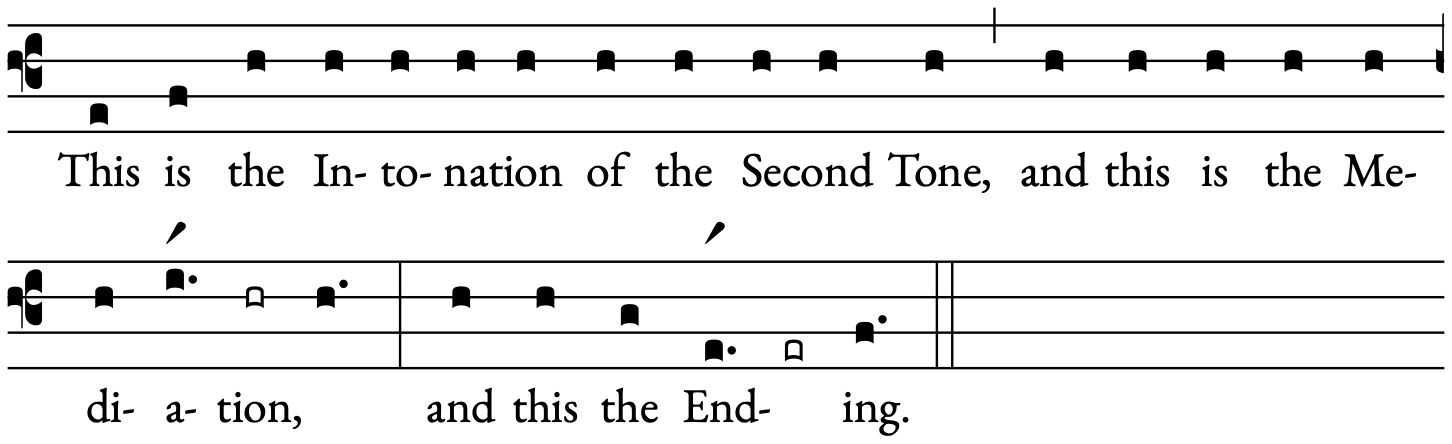 This is the In- to- nation of the Second Tone, and this is the Me-
di- a- tion, and this the End- ing.